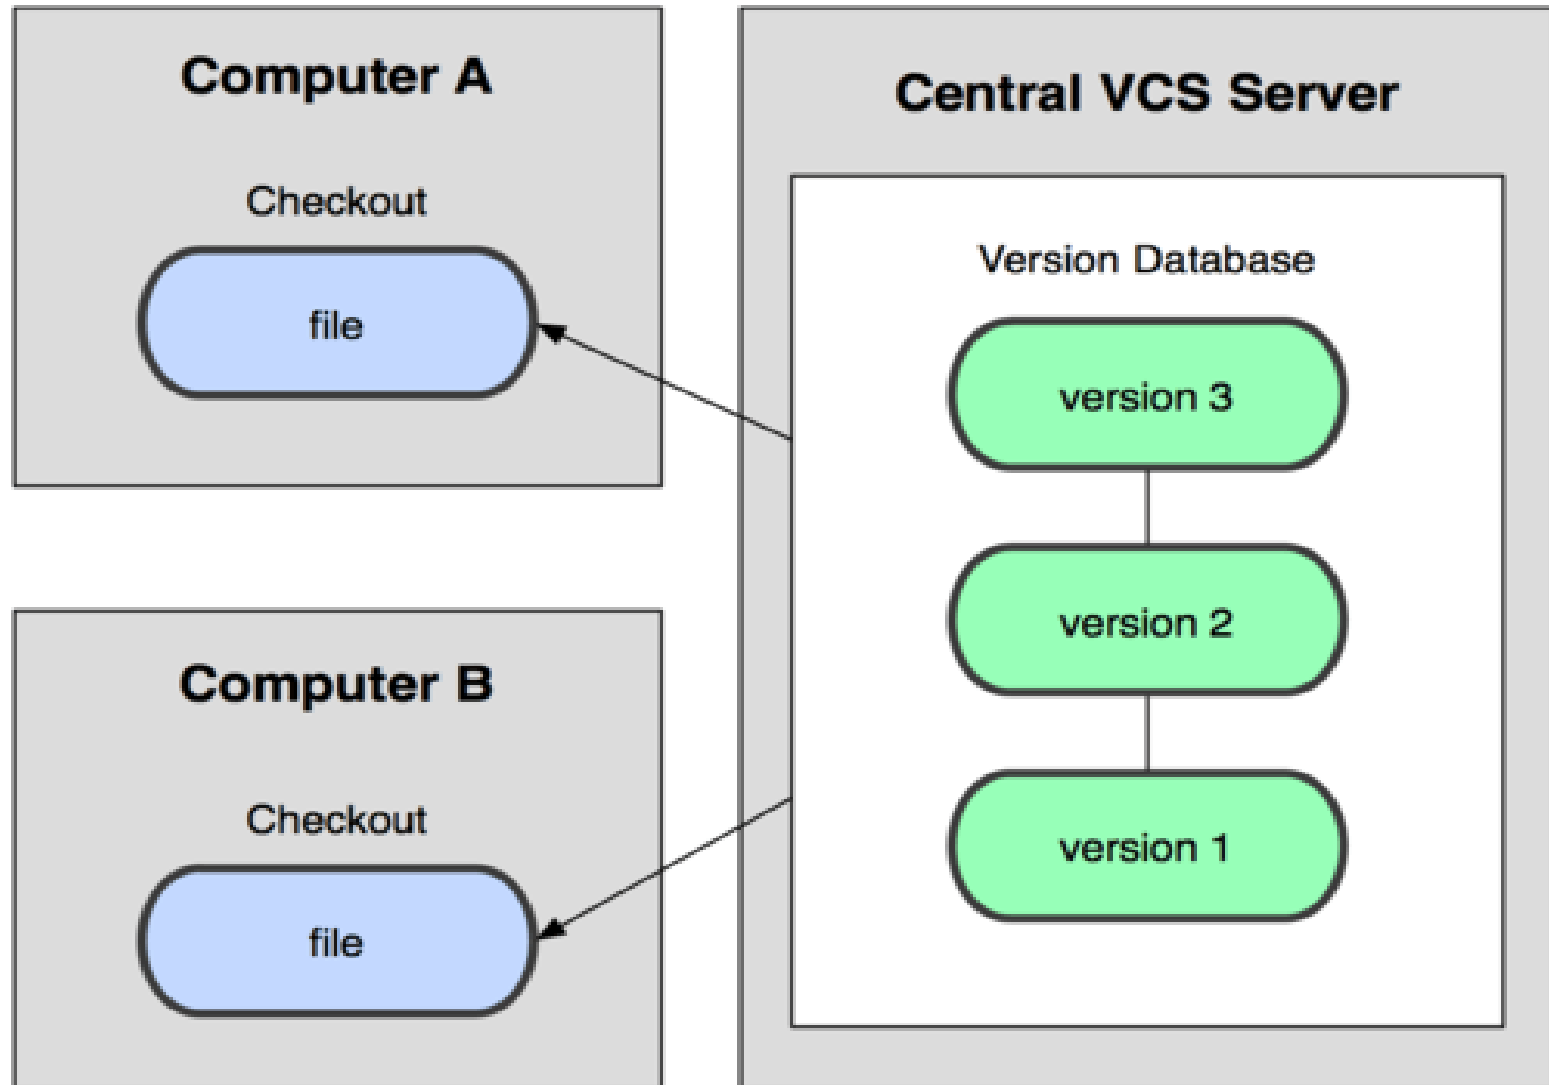 Computer A
Checkout
file
Computer B
Checkout
file
Central VCS Server
Version Database
version 3
version 2
version 1